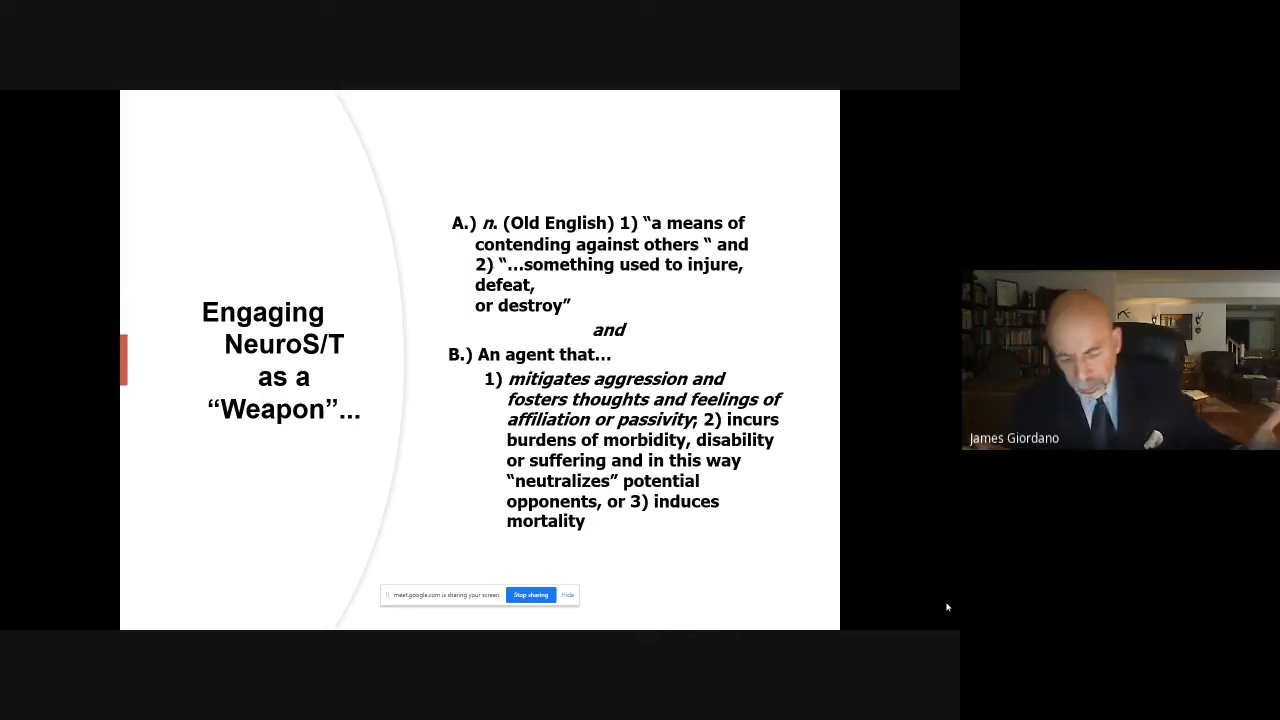 Engaging
NeuroS/T
as a
“Weapon”...
A.) n. (Old English) 1) “a means of
contending against others “ and
2) “…something used to injure,
defeat,
or destroy”
and
B.) An agent that…
1) mitigates aggression and
fosters thoughts and feelings of
affiliation or passivity; 2) incurs
burdens of morbidity, disability
or suffering and in this way
“neutralizes” potential
opponents, or 3) induces
mortality
meet.google.com is sharing your screen. Stop sharing Hide
James Giordano